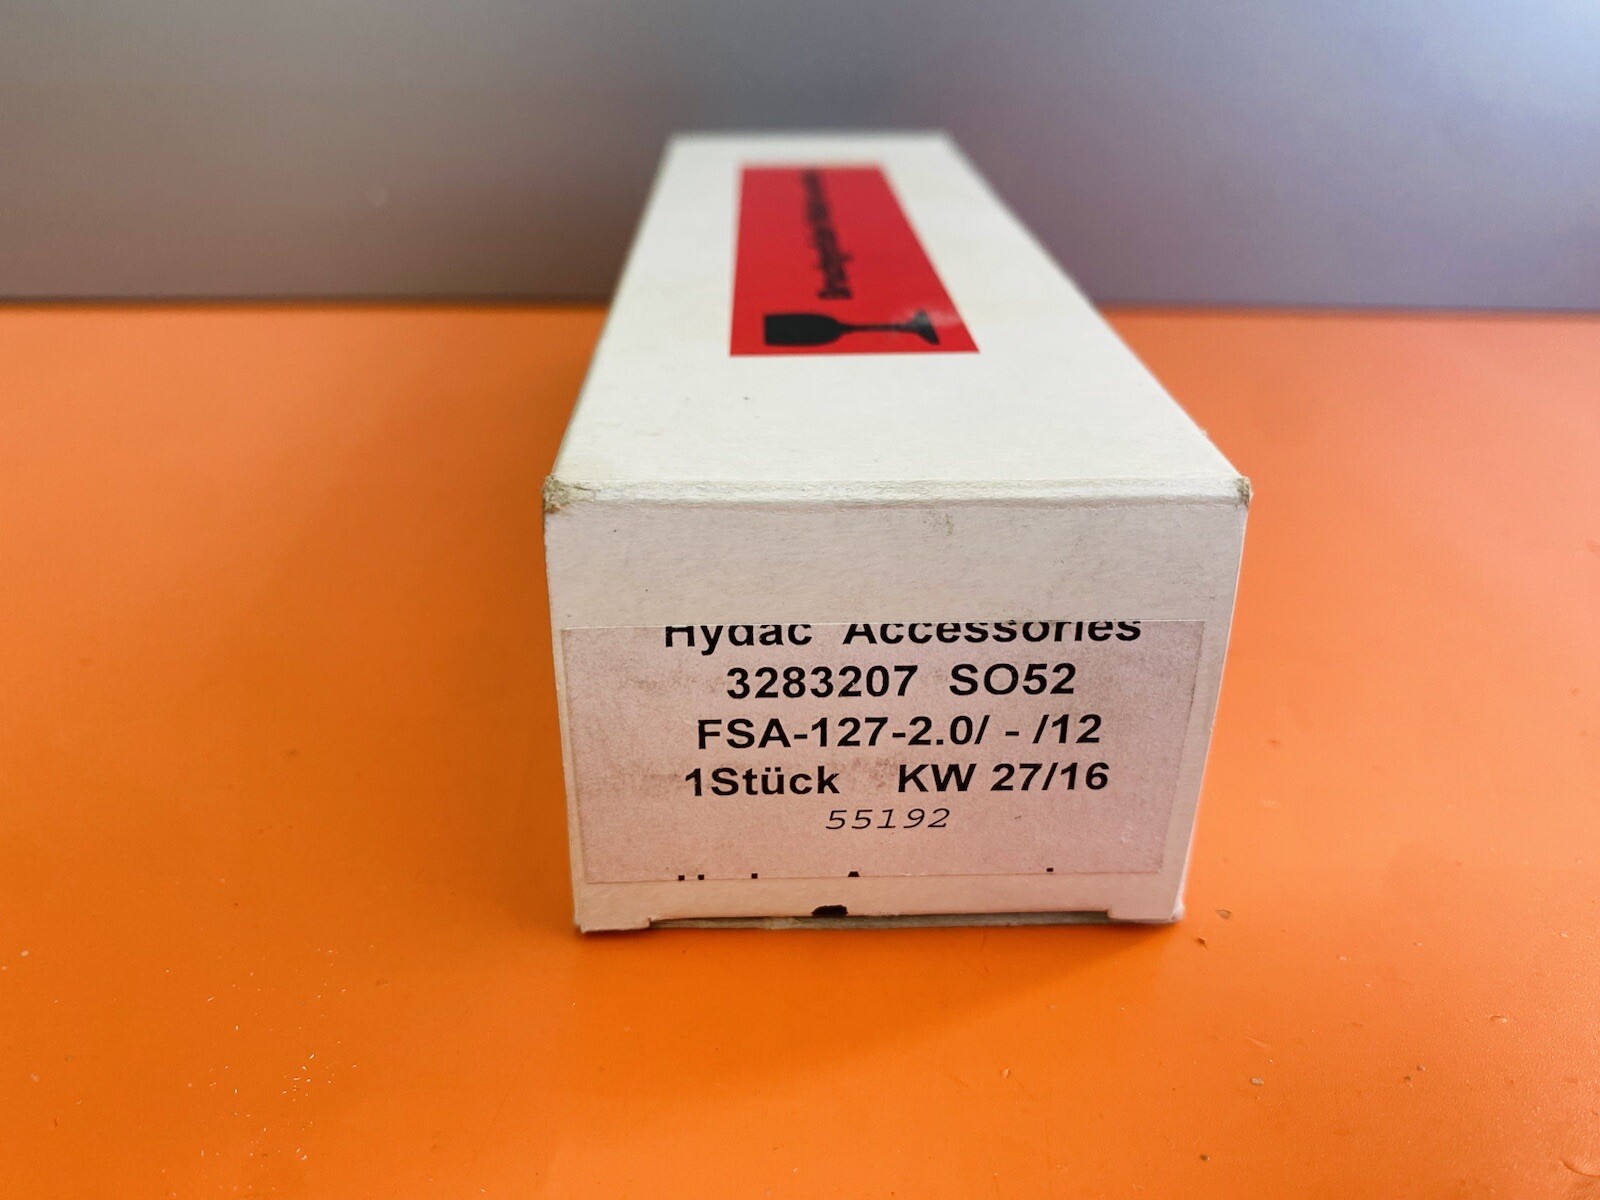 Hydac Accessories
3283207 SO52
FSA-127-2.0/ - /12
1Stück KW 27/16
55192